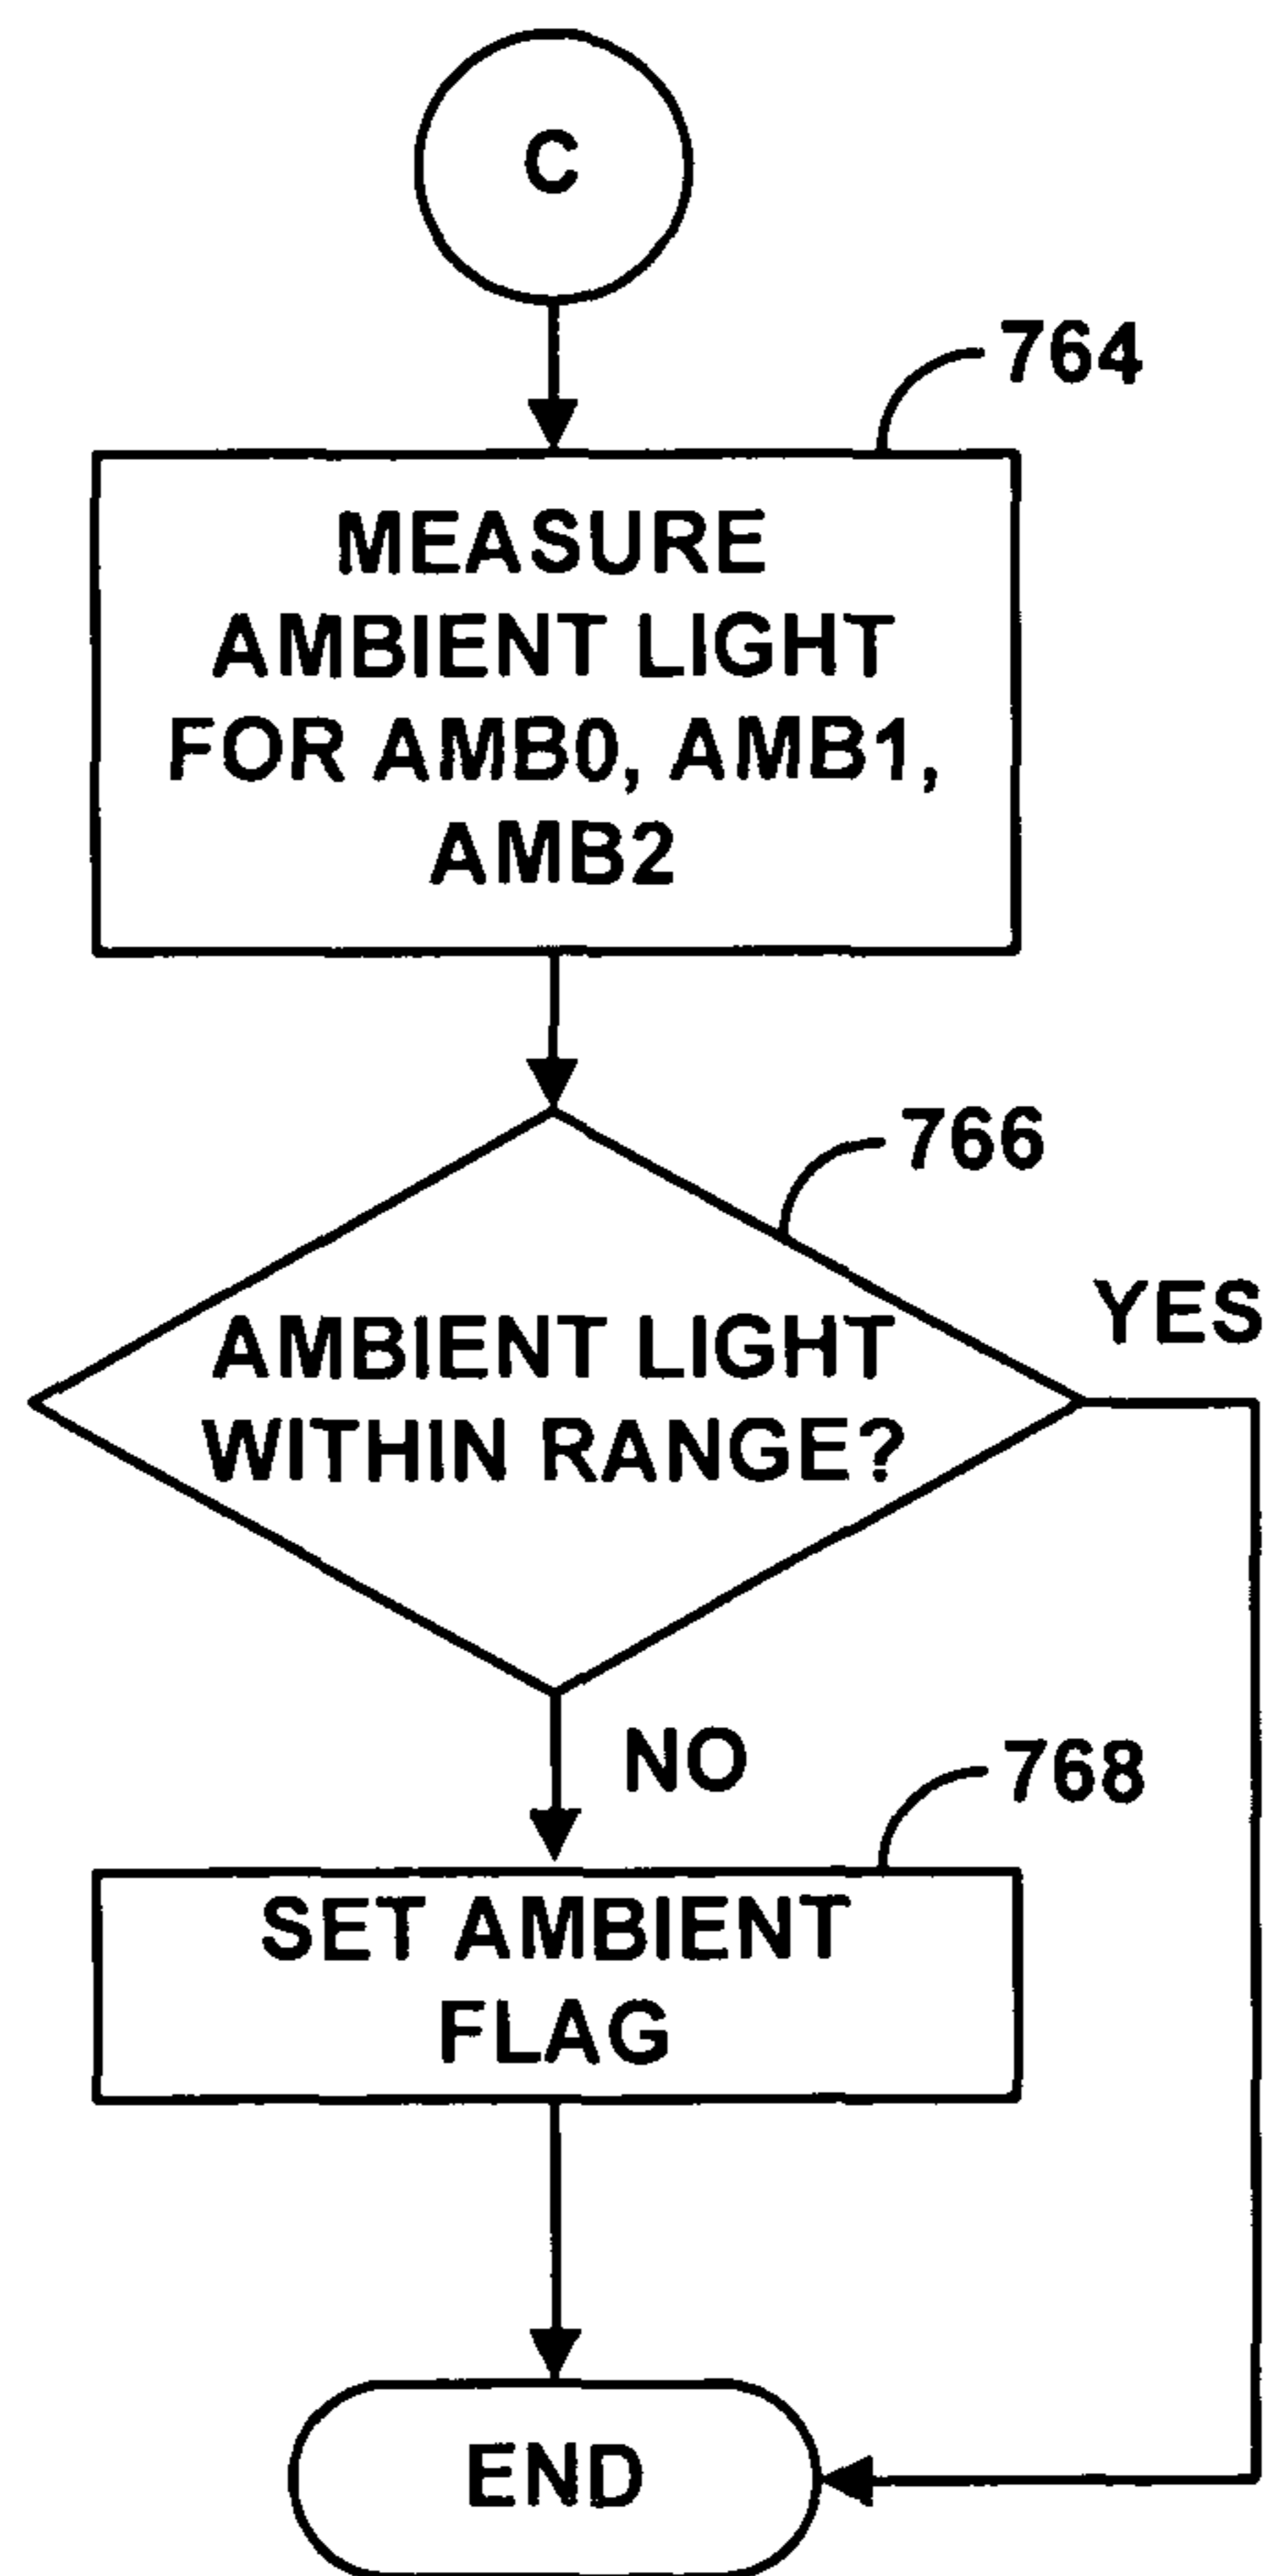 C
764
MEASURE
AMBIENT LIGHT
FOR AMB0, AMB1,
AMB2
766
AMBIENT LIGHT
WITHIN RANGE?
YES
NO
768
SET AMBIENT
FLAG
END